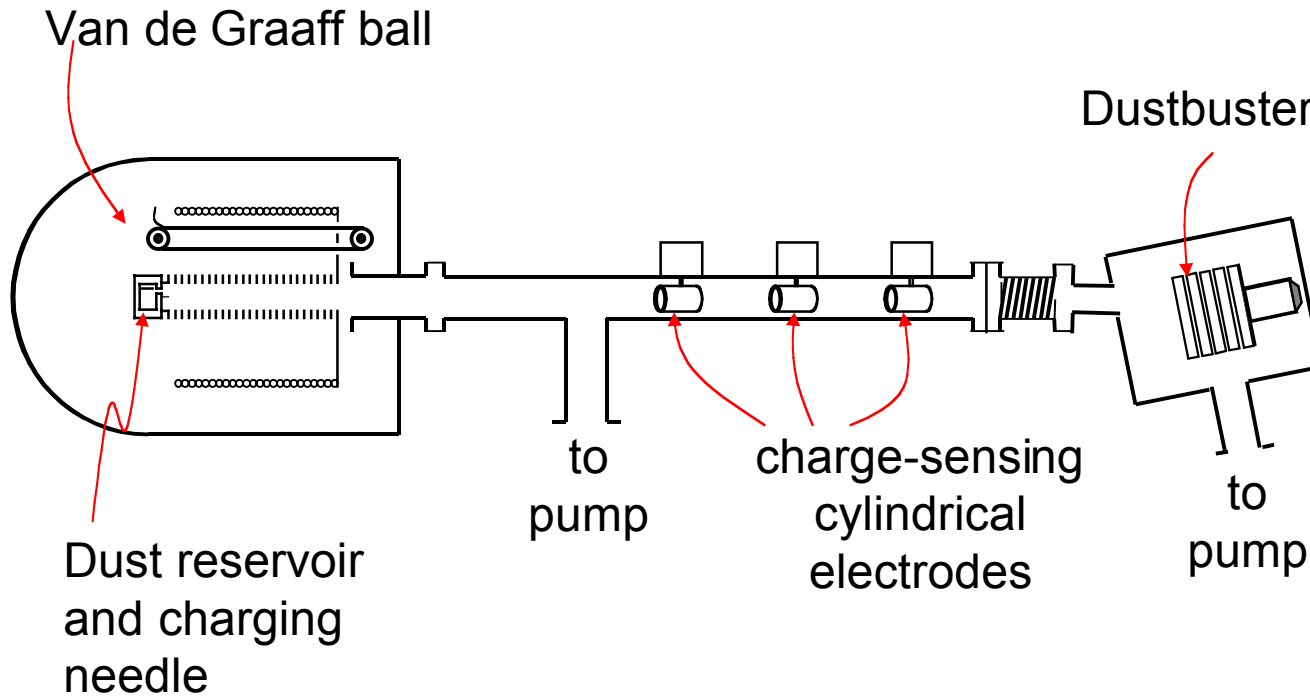 Van de Graaff ball
Dustbuster
to
pump
charge-sensing
cylindrical
electrodes
to
pump
Dust reservoir
and charging
needle